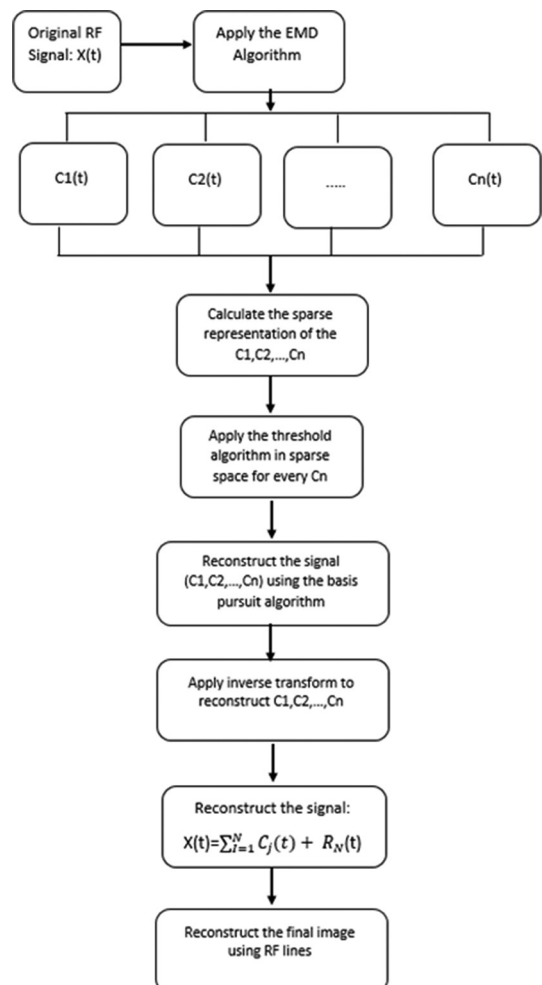 Original RF
Signal: X(t)
Apply the EMD
Algorithm
C1(t)
C2(t)
.....
Cn(t)
Calculate the sparse
representation of the
C1,C2,...,Cn
Apply the threshold
algorithm in sparse
space for every Cn
Reconstruct the signal
(C1,C2,...,Cn) using the basis
pursuit algorithm
Apply inverse transform to
reconstruct C1,C2,...,Cn
Reconstruct the signal:
X(t)=∑_{i=1}^{N} C_j(t) + R_N(t)
Reconstruct the final image
using RF lines